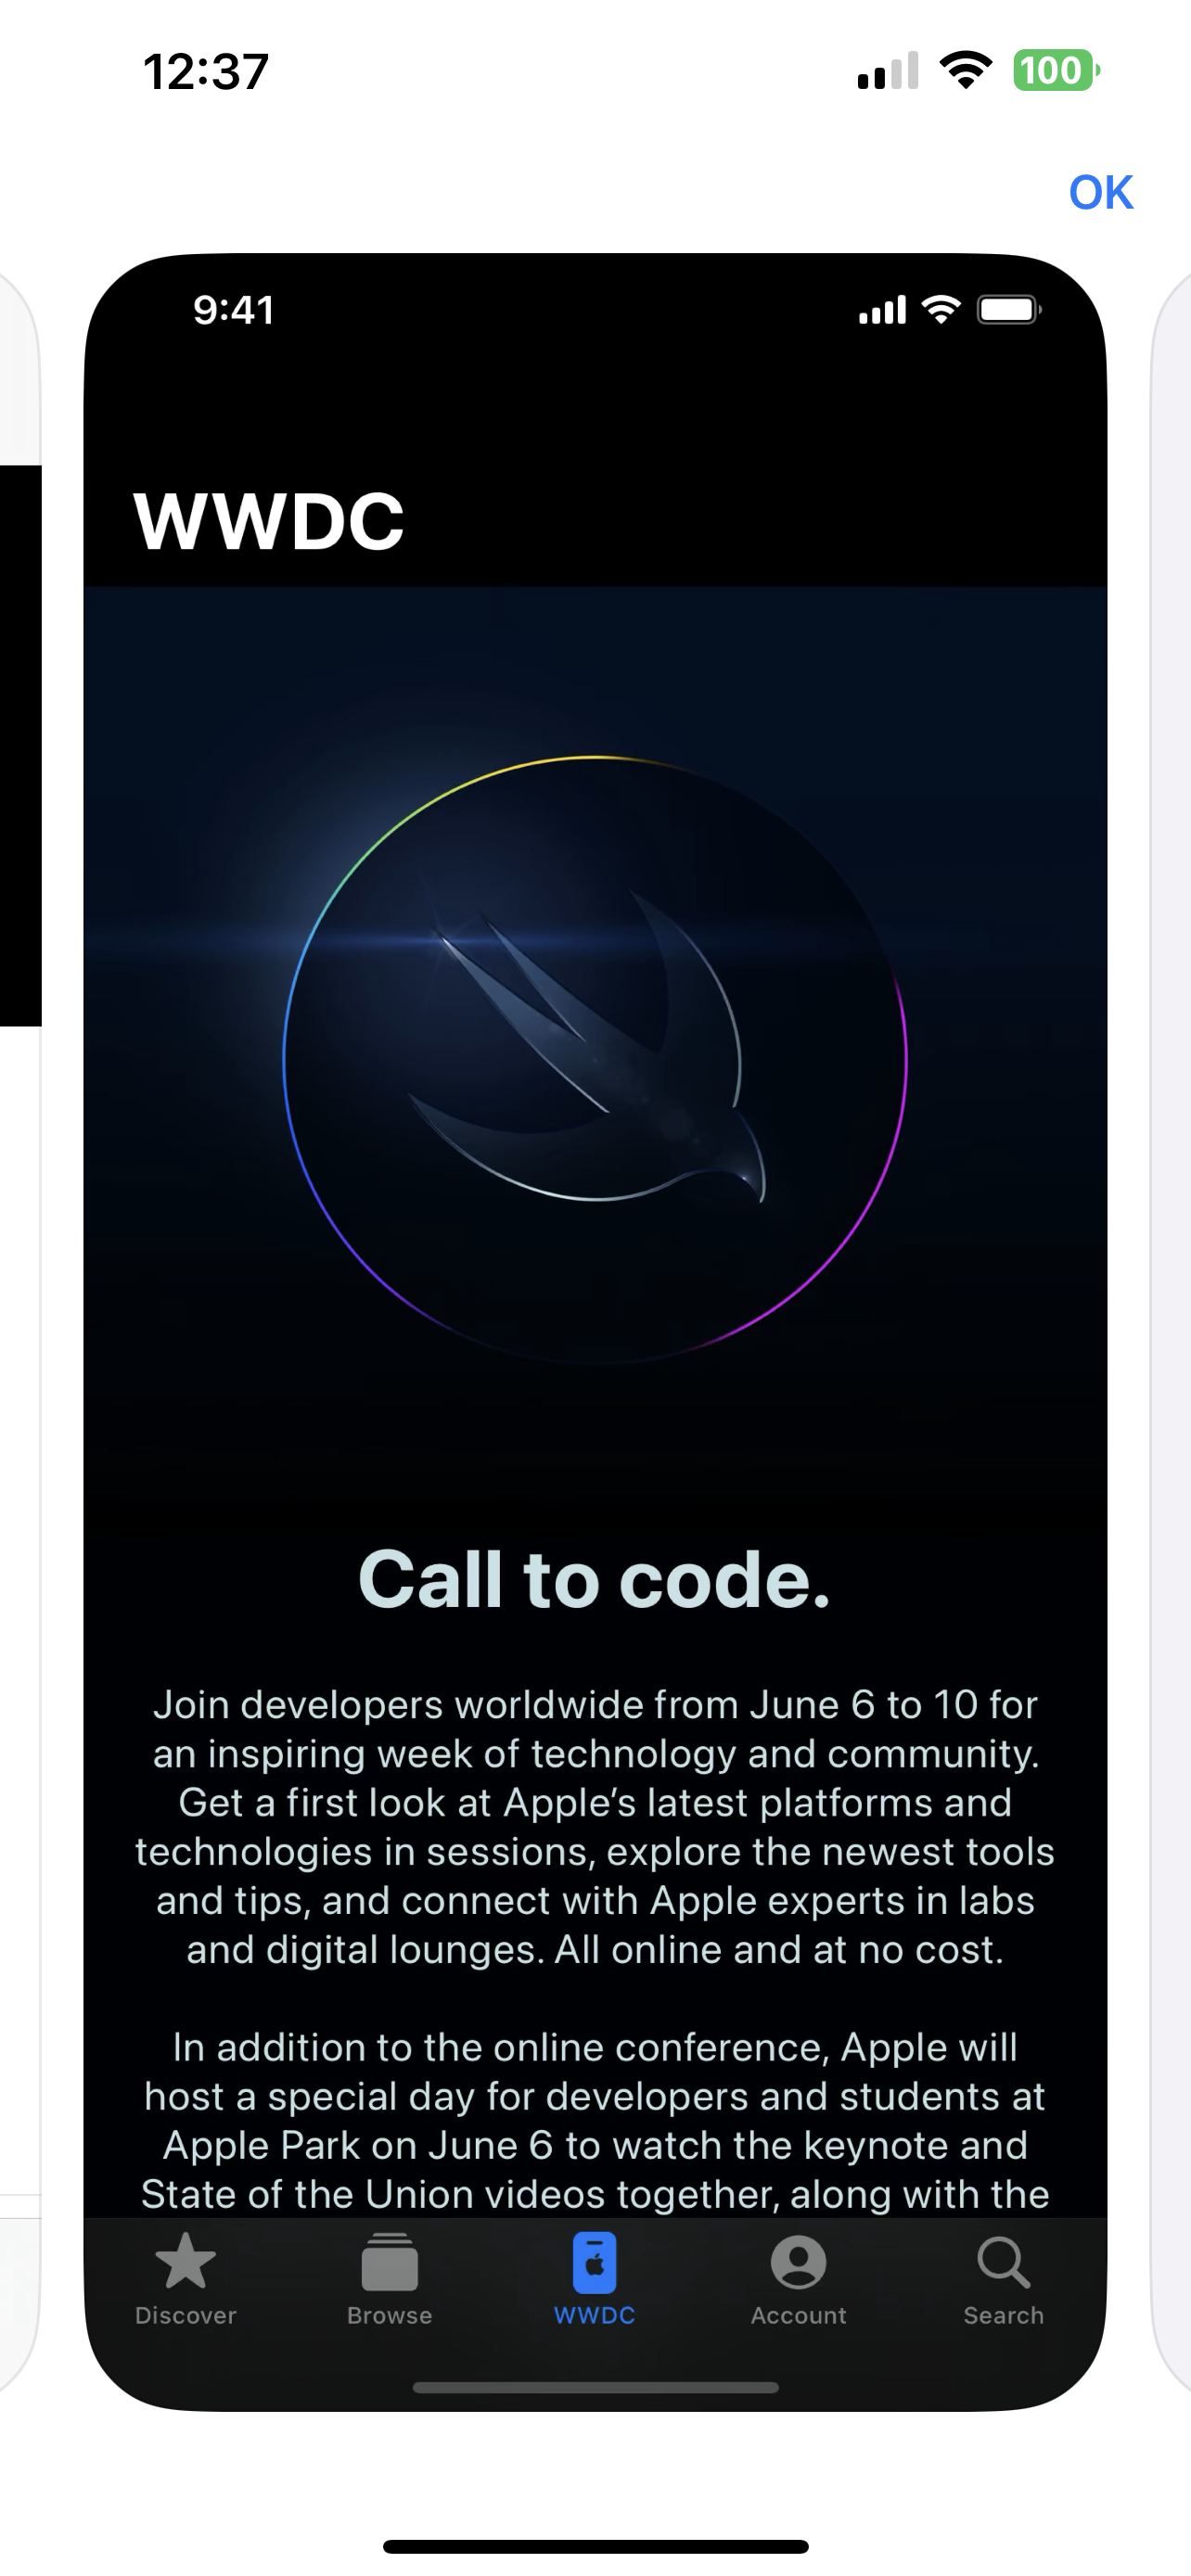 12:37
100
OK
9:41
WWDC
Call to code.
Join developers worldwide from June 6 to 10 for
an inspiring week of technology and community.
Get a first look at Apple’s latest platforms and
technologies in sessions, explore the newest tools
and tips, and connect with Apple experts in labs
and digital lounges. All online and at no cost.
In addition to the online conference, Apple will
host a special day for developers and students at
Apple Park on June 6 to watch the keynote and
State of the Union videos together, along with the
Discover
Browse
WWDC
Account
Search